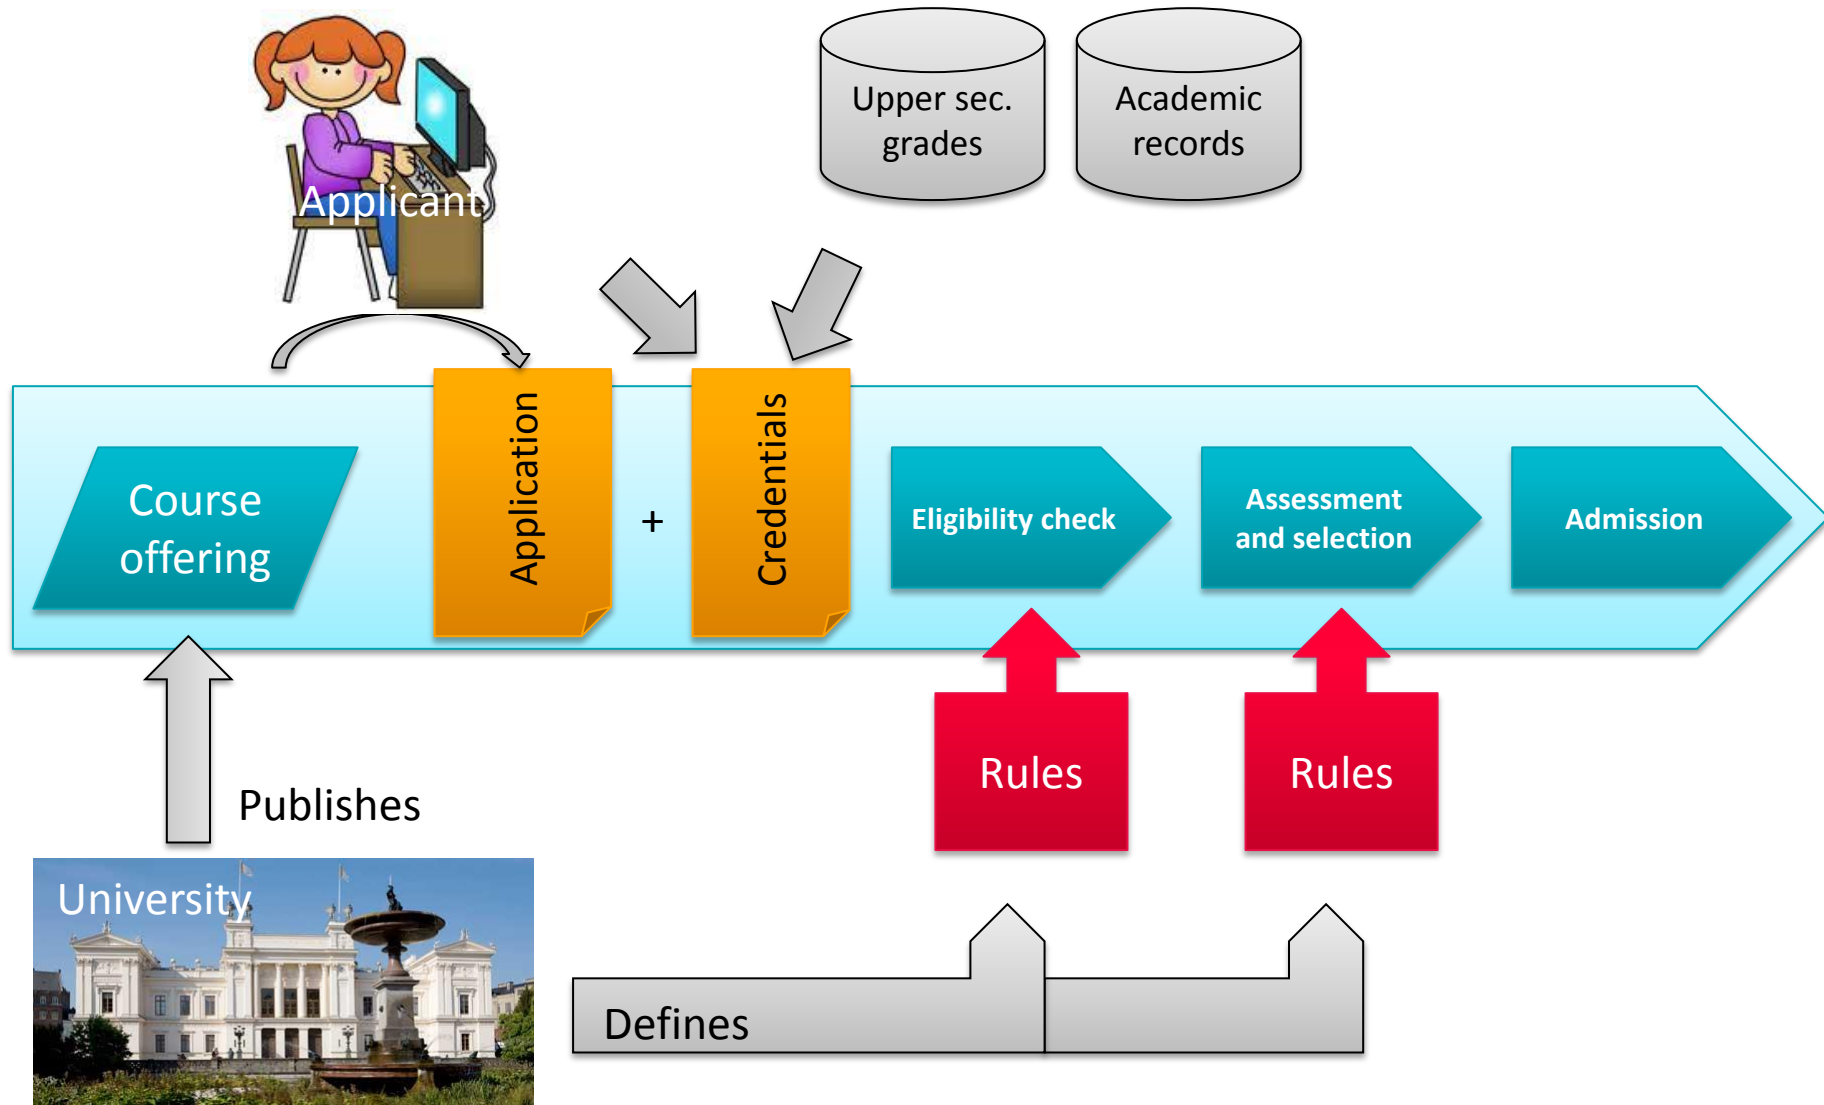 Applicant
Upper sec.
grades
Academic
records
Course
offering
Application
+
Credentials
Eligibility check
Assessment
and selection
Admission
Publishes
Rules
Rules
University
Defines